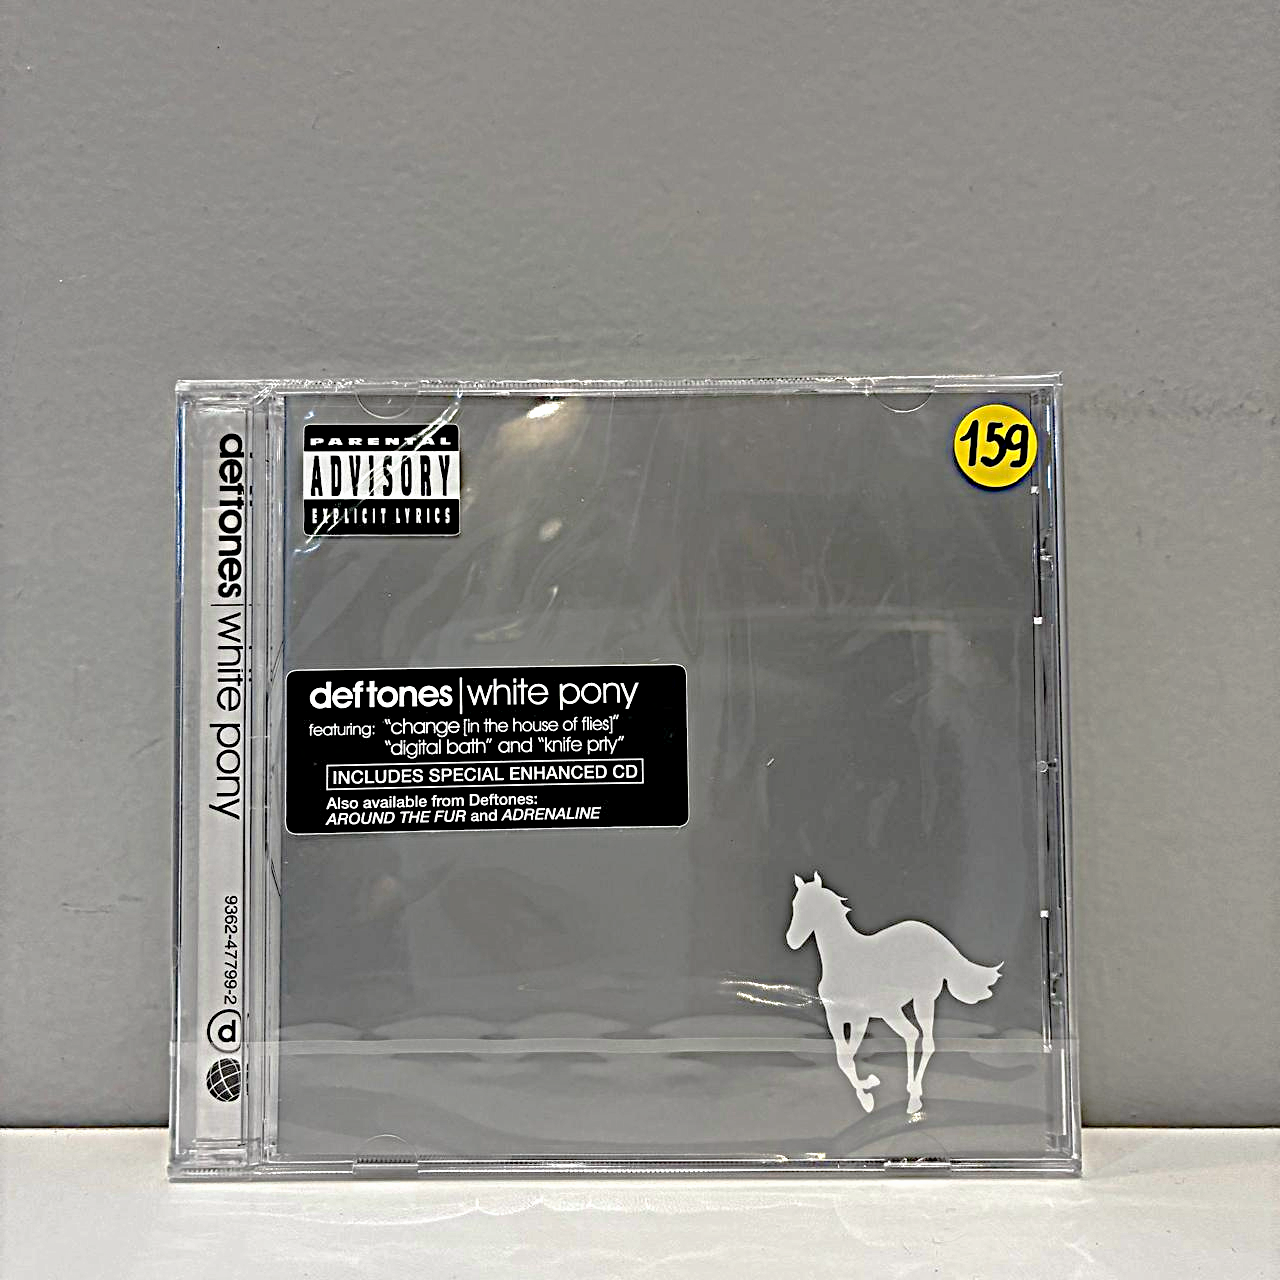 deftones|white pony
9362-47799-2
PARENTAL
ADVISORY
EXPLICIT LYRICS
159
deftones|white pony
featuring: "change [in the house of flies]"
"digital bath" and "knife prty"
INCLUDES SPECIAL ENHANCED CD
Also available from Deftones:
AROUND THE FUR and ADRENALINE